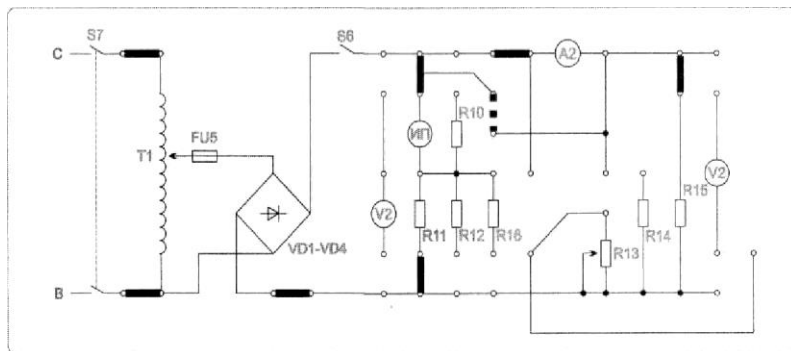 C
S7
S6
A2
FU5
T1
ИП
R10
V2
V2
R11
R12
R16
R13
R14
R15
VD1-VD4
B